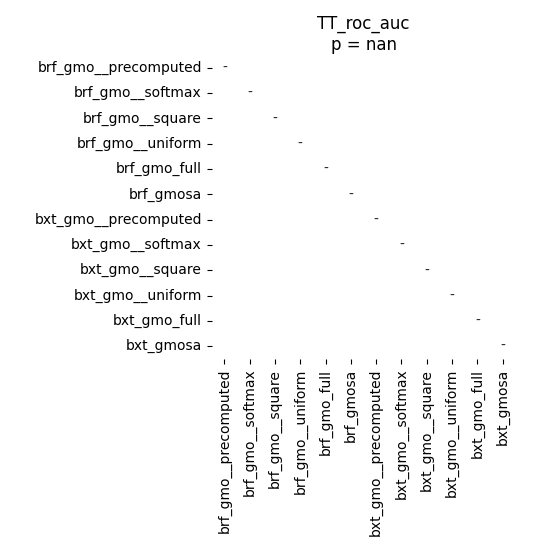 TT_roc_auc
p = nan
brf_gmo__precomputed -
brf_gmo__softmax -
brf_gmo__square -
brf_gmo__uniform -
brf_gmo_full -
brf_gmosa -
bxt_gmo__precomputed -
bxt_gmo__softmax -
bxt_gmo__square -
bxt_gmo__uniform -
bxt_gmo_full -
bxt_gmosa -
brf_gmo__precomputed
brf_gmo__softmax
brf_gmo__square
brf_gmo__uniform
brf_gmo_full
brf_gmosa
bxt_gmo__precomputed
bxt_gmo__softmax
bxt_gmo__square
bxt_gmo__uniform
bxt_gmo_full
bxt_gmosa